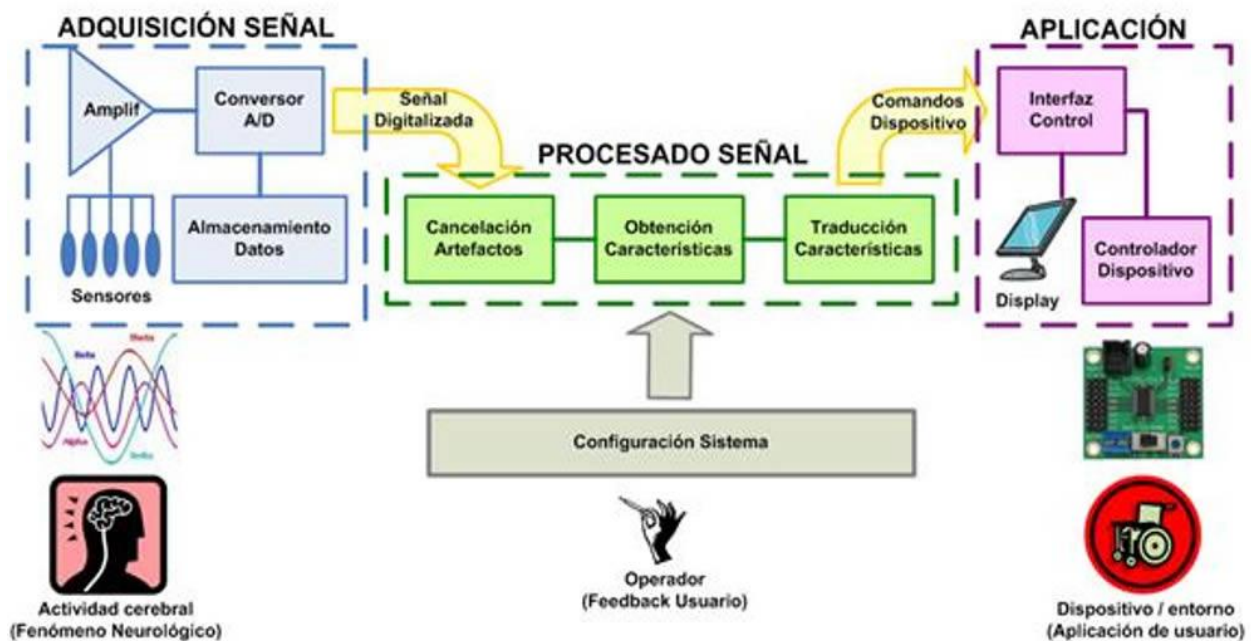 ADQUISICIÓN SEÑAL
Amplif
Conversor
A/D
Almacenamiento
Datos
Sensores
Señal
Digitalizada
PROCESADO SEÑAL
Cancelación
Artefactos
Obtención
Características
Traducción
Características
Comandos
Dispositivo
APLICACIÓN
Interfaz
Control
Controlador
Dispositivo
Display
Configuración Sistema
Operador
(Feedback Usuario)
Alpha
Actividad cerebral
(Fenómeno Neurológico)
Dispositivo / entorno
(Aplicación de usuario)